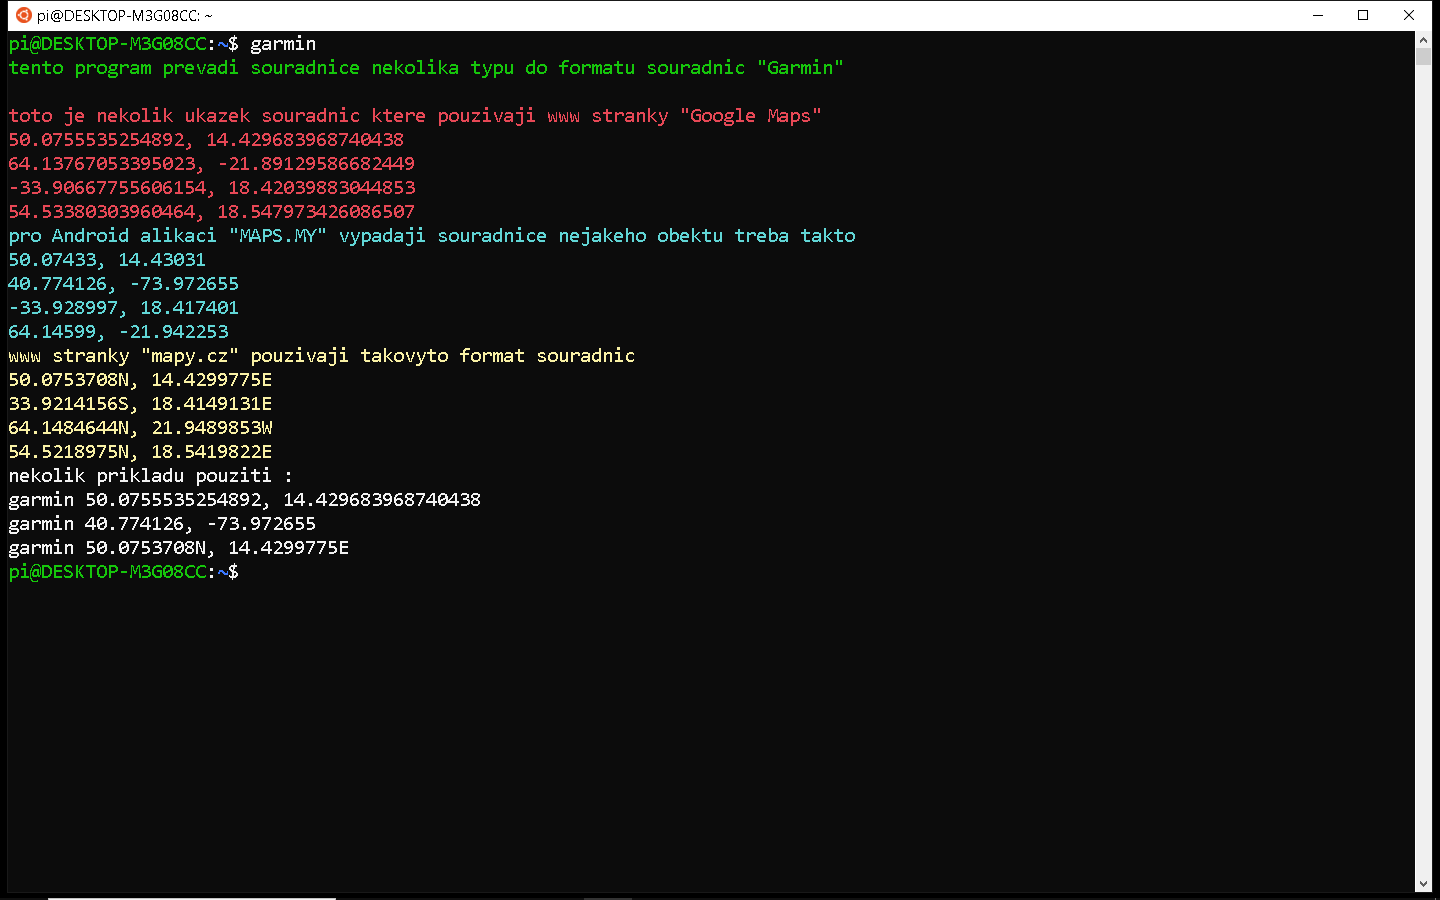 pi@DESKTOP-M3G08CC: ~
pi@DESKTOP-M3G08CC:~$ garmin
tento program prevadi souradnice nekolika typu do formatu souradnic "Garmin"
toto je nekolik ukazek souradnic ktere pouzivaji www stranky "Google Maps"
50.0755535254892, 14.429683968740438
64.13767053395023, -21.89129586682449
-33.90667755606154, 18.42039883044853
54.53380303960464, 18.547973426086507
pro Android alikaci "MAPS.MY" vypadaji souradnice nejakeho obektu treba takto
50.07433, 14.43031
40.774126, -73.972655
-33.928997, 18.417401
64.14599, -21.942253
www stranky "mapy.cz" pouzivaji takovyto format souradnic
50.0753708N, 14.4299775E
33.9214156S, 18.4149131E
64.1484644N, 21.9489853W
54.5218975N, 18.5419822E
nekolik prikladu pouziti :
garmin 50.0755535254892, 14.429683968740438
garmin 40.774126, -73.972655
garmin 50.0753708N, 14.4299775E
pi@DESKTOP-M3G08CC:~$